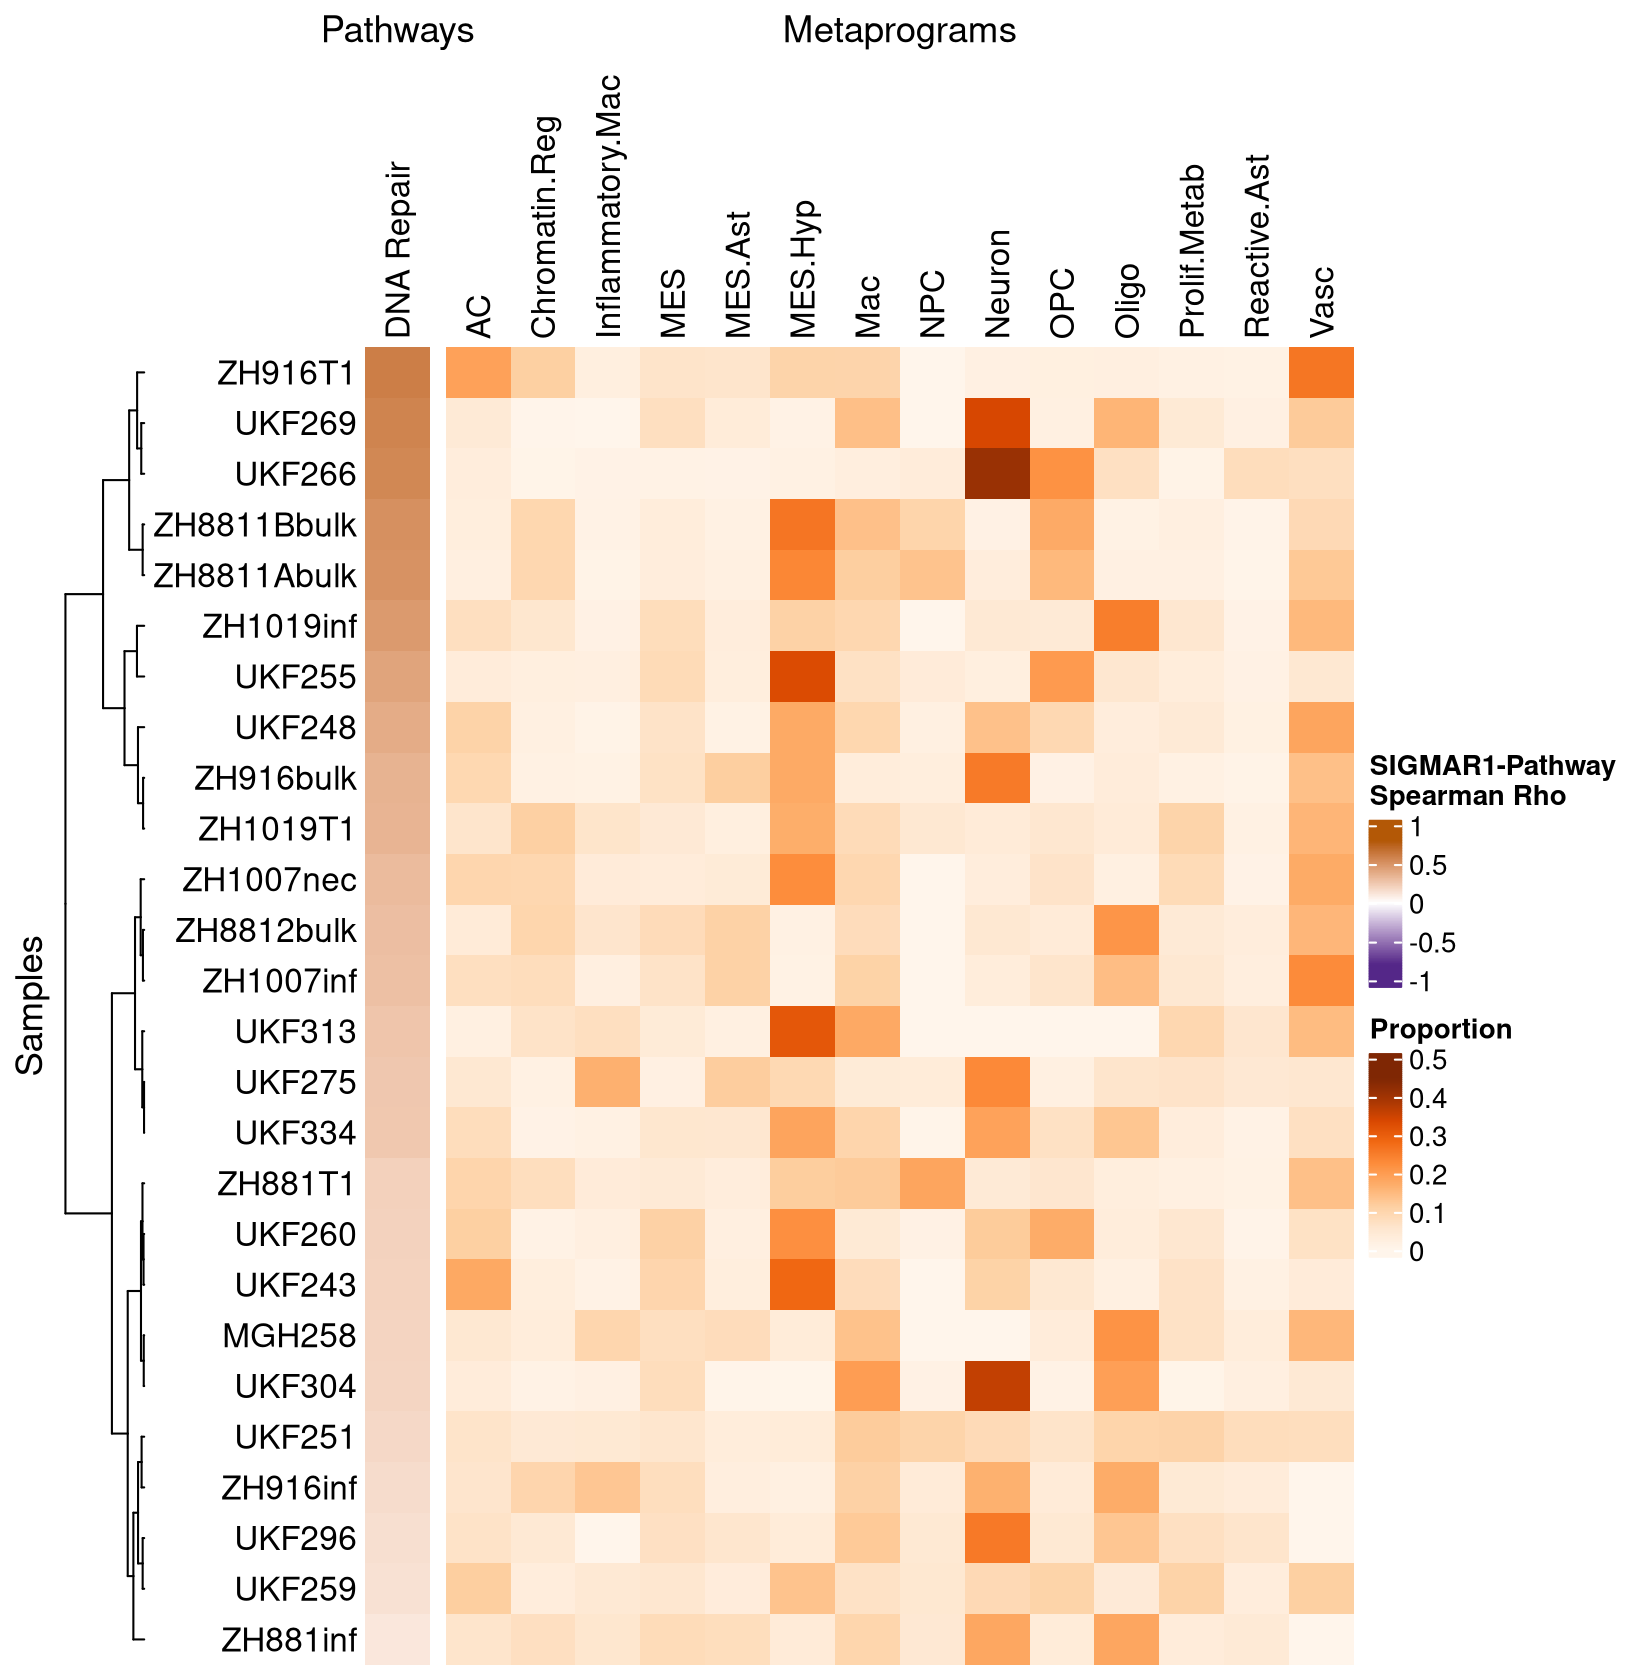 Pathways
Metaprograms
DNA Repair
AC
Chromatin.Reg
Inflammatory.Mac
MES
MES.Ast
MES.Hyp
Mac
NPC
Neuron
OPC
Oligo
Prolif.Metab
Reactive.Ast
Vasc
Samples
ZH916T1
UKF269
UKF266
ZH8811Bbulk
ZH8811Abulk
ZH1019inf
UKF255
UKF248
ZH916bulk
ZH1019T1
ZH1007nec
ZH8812bulk
ZH1007inf
UKF313
UKF275
UKF334
ZH881T1
UKF260
UKF243
MGH258
UKF304
UKF251
ZH916inf
UKF296
UKF259
ZH881inf
SIGMAR1-Pathway
Spearman Rho
1
0.5
0
-0.5
-1
Proportion
0.5
0.4
0.3
0.2
0.1
0